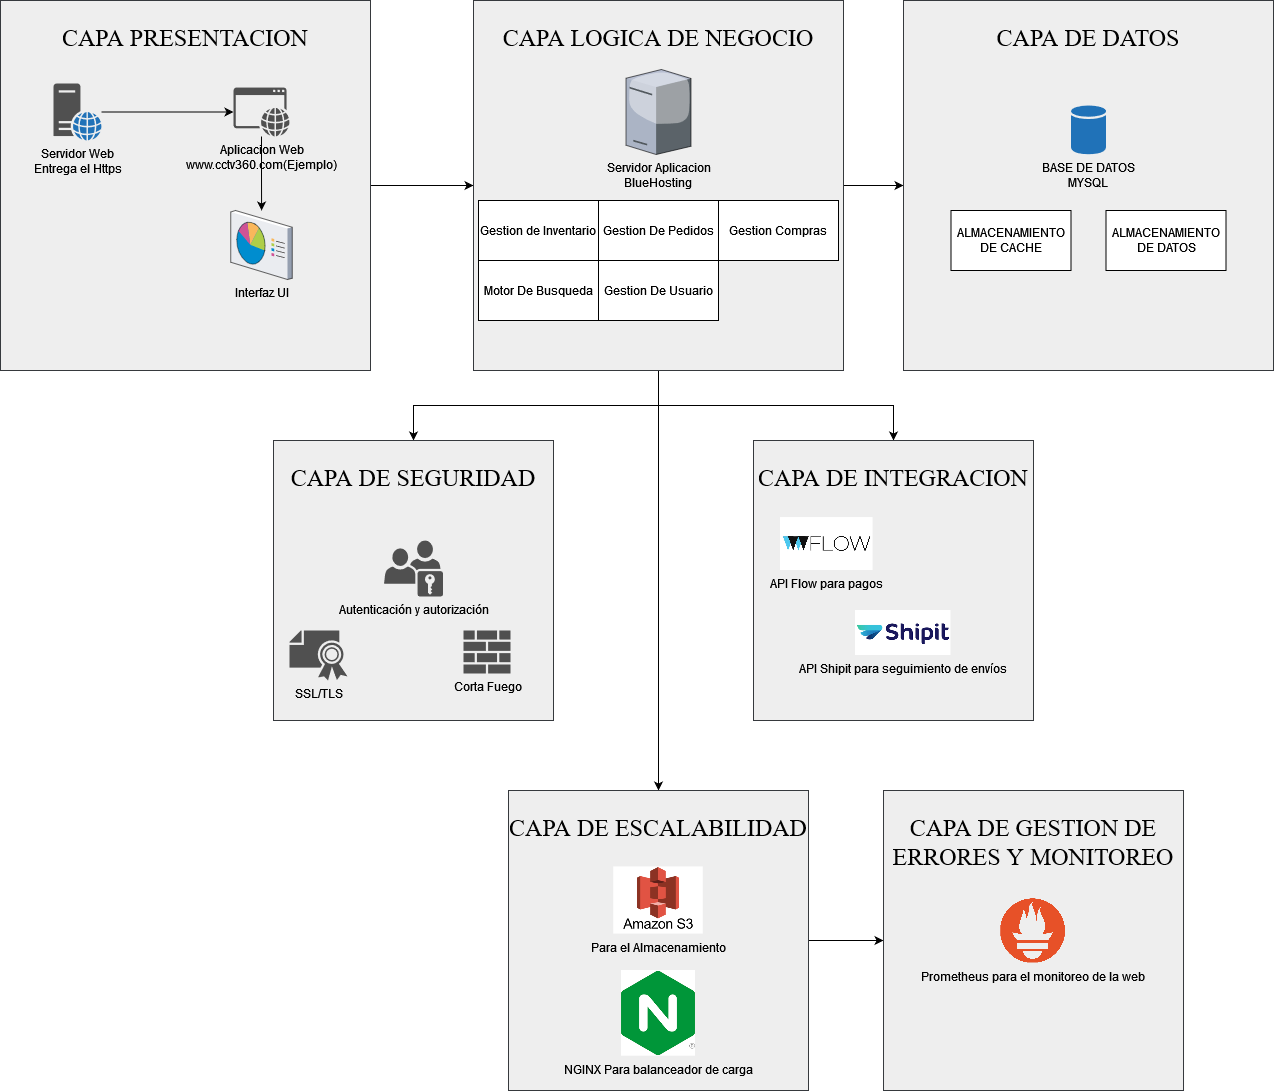 CAPA PRESENTACION
Servidor Web
Entrega el Https
Aplicacion Web
www.cctv360.com(Ejemplo)
Interfaz UI
CAPA LOGICA DE NEGOCIO
Servidor Aplicacion
BlueHosting
Gestion de Inventario
Gestion De Pedidos
Gestion Compras
Motor De Busqueda
Gestion De Usuario
CAPA DE DATOS
BASE DE DATOS
MYSQL
ALMACENAMIENTO
DE CACHE
ALMACENAMIENTO
DE DATOS
CAPA DE SEGURIDAD
Autenticación y autorización
SSL/TLS
Corta Fuego
CAPA DE INTEGRACION
FLOW
API Flow para pagos
Shipit
API Shipit para seguimiento de envíos
CAPA DE ESCALABILIDAD
Amazon S3
Para el Almacenamiento
N
®
NGINX Para balanceador de carga
CAPA DE GESTION DE
ERRORES Y MONITOREO
Prometheus para el monitoreo de la web